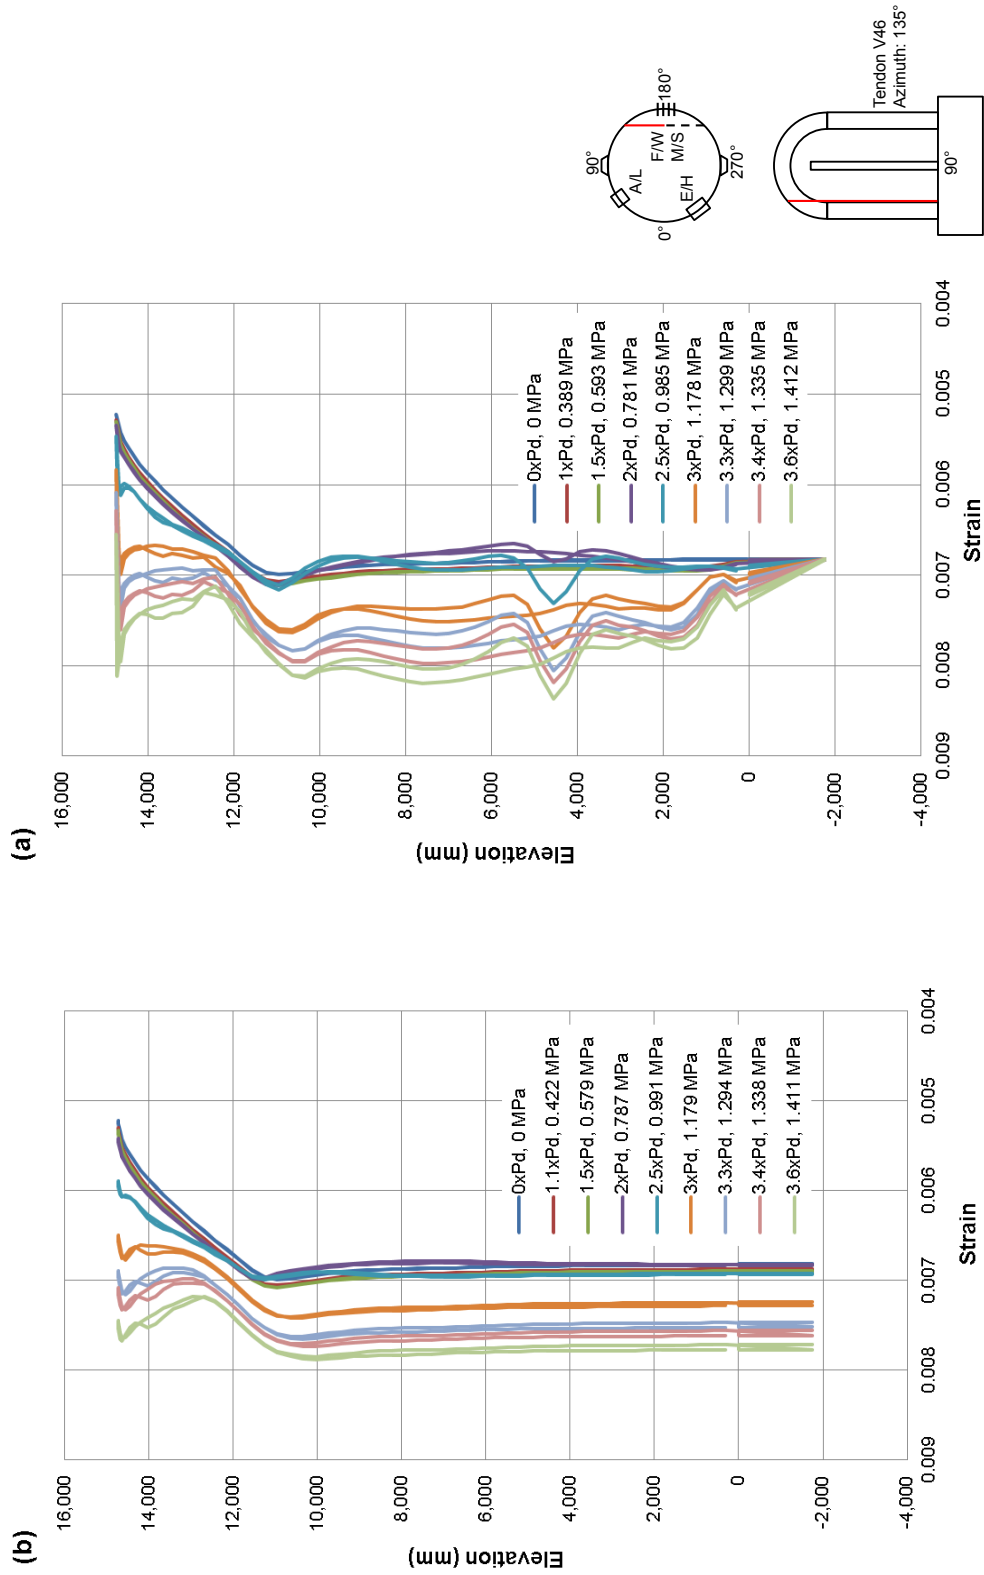 (a)
16,000
14,000
12,000
10,000
8,000
6,000
4,000
2,000
0
-2,000
-4,000
Elevation (mm)
0.009
0.008
0.007
0.006
0.005
0.004
Strain
0xPd, 0 MPa
1xPd, 0.389 MPa
1.5xPd, 0.593 MPa
2xPd, 0.781 MPa
2.5xPd, 0.985 MPa
3xPd, 1.178 MPa
3.3xPd, 1.299 MPa
3.4xPd, 1.335 MPa
3.6xPd, 1.412 MPa
90°
A/L
F/W
M/S
180°
0°
E/H
270°
Tendon V46
Azimuth: 135°
90°
(b)
16,000
14,000
12,000
10,000
8,000
6,000
4,000
2,000
0
-2,000
-4,000
Elevation (mm)
0.009
0.008
0.007
0.006
0.005
0.004
Strain
0xPd, 0 MPa
1.1xPd, 0.422 MPa
1.5xPd, 0.579 MPa
2xPd, 0.787 MPa
2.5xPd, 0.991 MPa
3xPd, 1.179 MPa
3.3xPd, 1.294 MPa
3.4xPd, 1.338 MPa
3.6xPd, 1.411 MPa